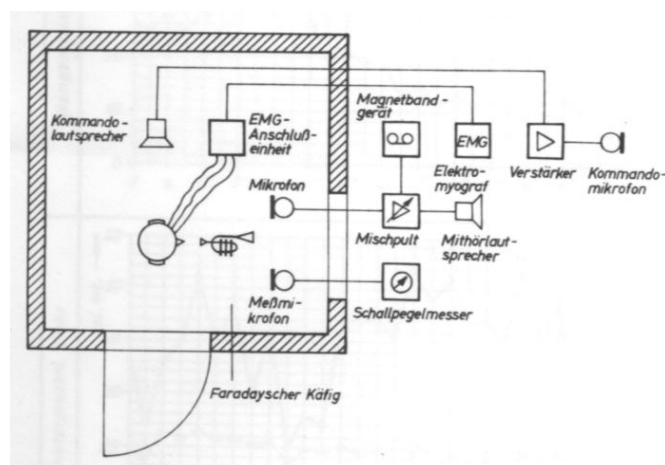 Kommando-
lautsprecher
EMG-
Anschluß-
einheit
Magnetband-
gerät
EMG
Elektro-
myograf
Verstärker
Kommando-
mikrofon
Mikrofon
Mischpult
Mithörlaut-
sprecher
Meßmi-
krofon
Schallpegelmesser
Faradayscher Käfig